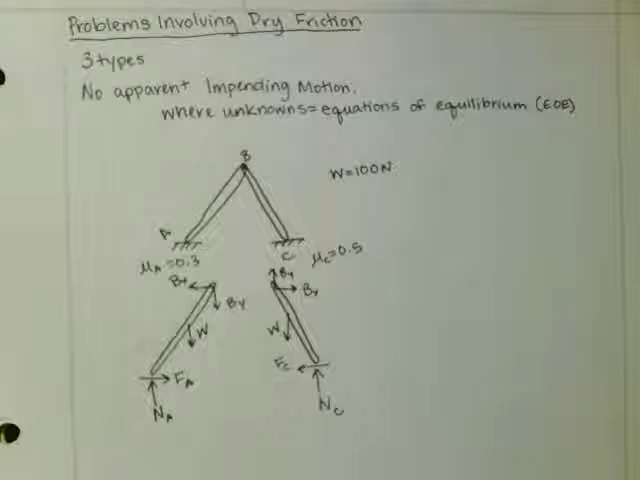 Problems Involving Dry Friction
3 types
No apparent Impending Motion.
where unknowns = equations of equilibrium (EOE)
B
W=100N
A
C
μA=0.3
μC=0.5
By
Bx
By
By
W
W
FA
FC
NA
NC